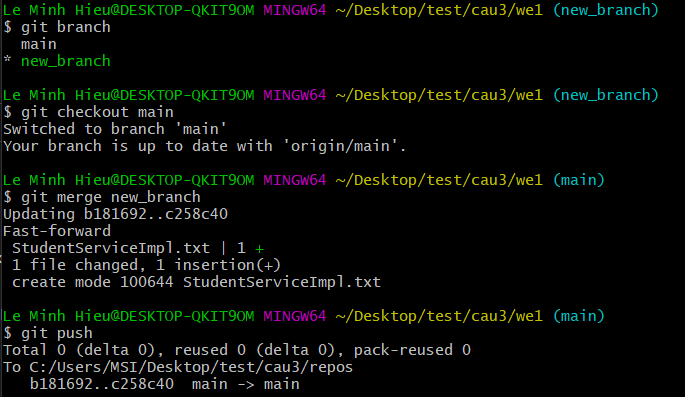 Le Minh Hieu@DESKTOP-QKIT9OM MINGW64 ~/Desktop/test/cau3/we1 (new_branch)
$ git branch
  main
* new_branch

Le Minh Hieu@DESKTOP-QKIT9OM MINGW64 ~/Desktop/test/cau3/we1 (new_branch)
$ git checkout main
Switched to branch 'main'
Your branch is up to date with 'origin/main'.

Le Minh Hieu@DESKTOP-QKIT9OM MINGW64 ~/Desktop/test/cau3/we1 (main)
$ git merge new_branch
Updating b181692..c258c40
Fast-forward
 StudentServiceImpl.txt | 1 +
 1 file changed, 1 insertion(+)
 create mode 100644 StudentServiceImpl.txt

Le Minh Hieu@DESKTOP-QKIT9OM MINGW64 ~/Desktop/test/cau3/we1 (main)
$ git push
Total 0 (delta 0), reused 0 (delta 0), pack-reused 0
To C:/Users/MSI/Desktop/test/cau3/repos
   b181692..c258c40  main -> main